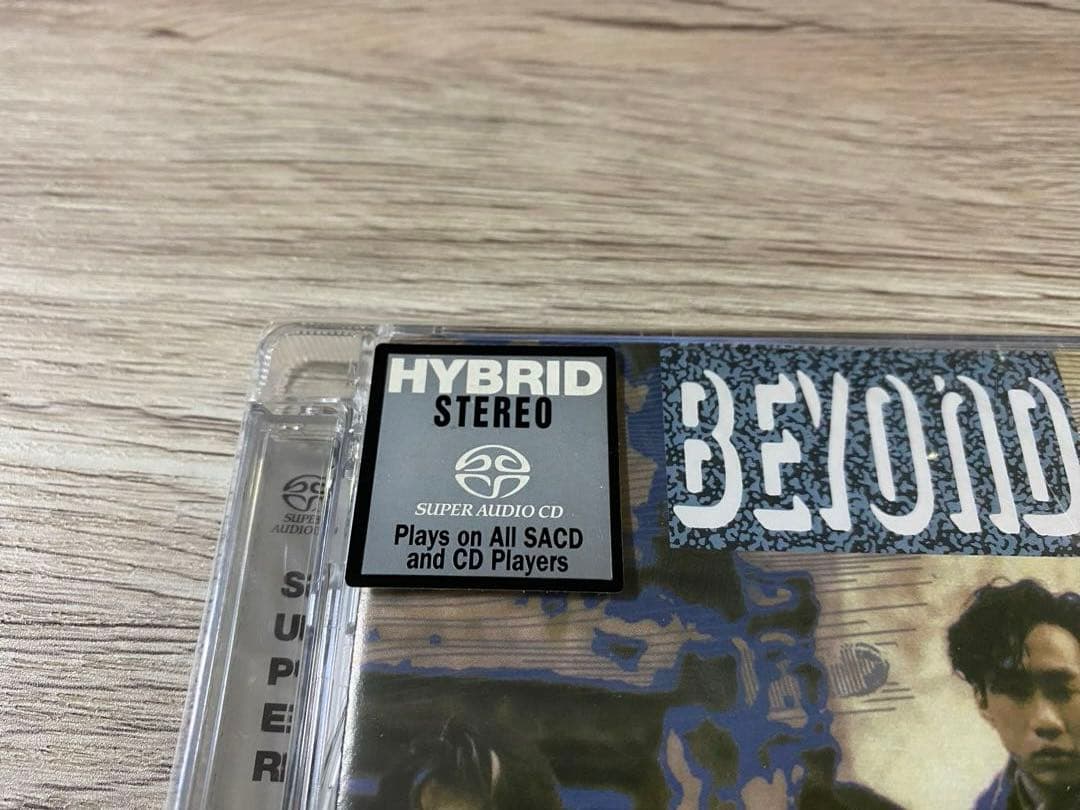 HYBRID
STEREO
SUPER AUDIO CD
Plays on All SACD
and CD Players
BEYOND